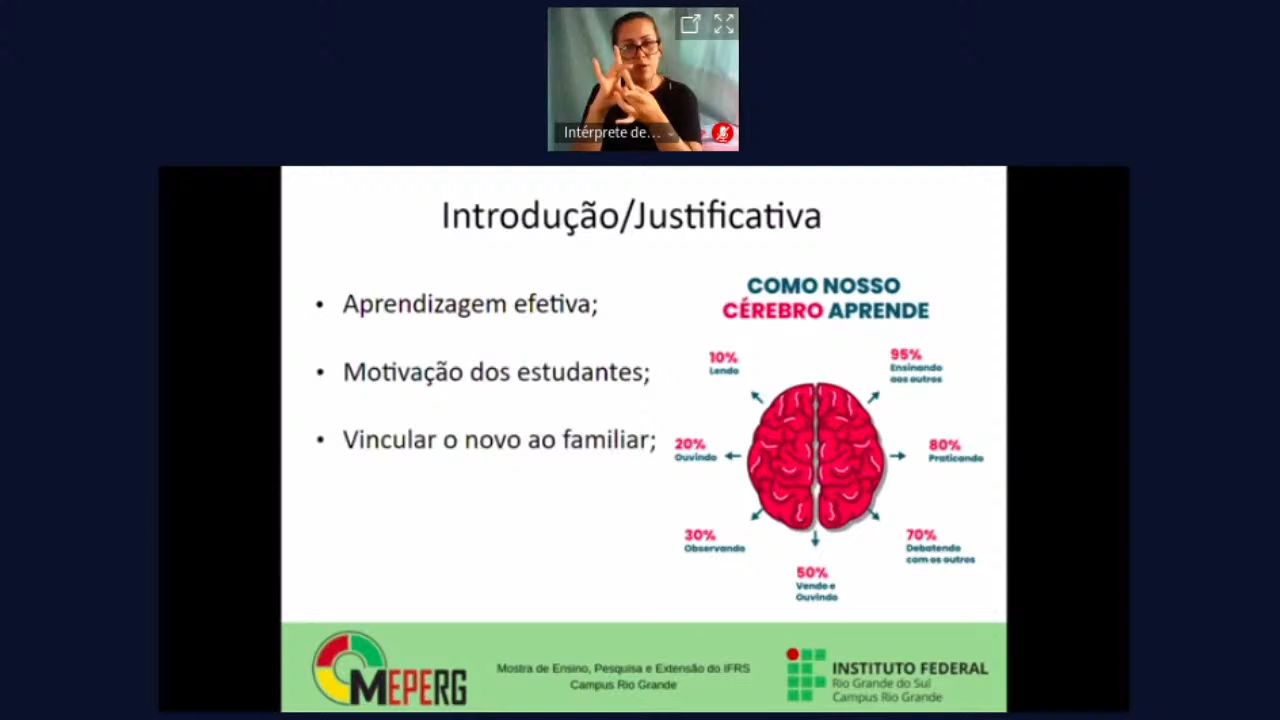 Intérprete de...
Introdução/Justificativa
• Aprendizagem efetiva;
• Motivação dos estudantes;
• Vincular o novo ao familiar;
COMO NOSSO
CÉREBRO APRENDE
10%
Lendo
95%
Ensinando
aos outros
20%
Ouvindo
80%
Praticando
30%
Observando
70%
Debatendo
com os outros
50%
Vendo e
Ouvindo
MEPERG
Mostra de Ensino, Pesquisa e Extensão do IFRS
Campus Rio Grande
INSTITUTO FEDERAL
Rio Grande do Sul
Campus Rio Grande